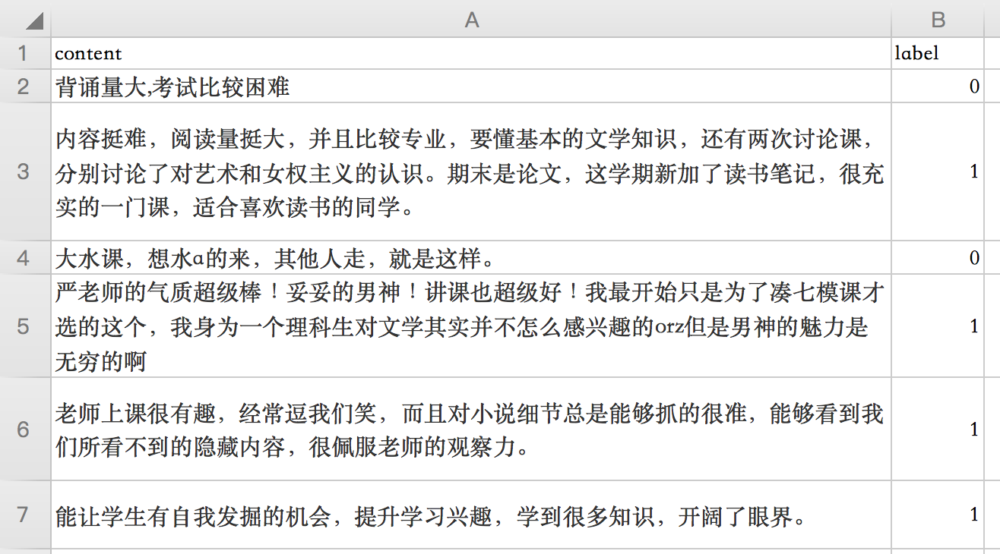 A B
1 content label
2 背诵量大,考试比较困难 0
内容挺难，阅读量挺大，并且比较专业，要懂基本的文学知识，还有两次讨论课，
3 分别讨论了对艺术和女权主义的认识。期末是论文，这学期新加了读书笔记，很充 1
实的一门课，适合喜欢读书的同学。
4 大水课，想水a的来，其他人走，就是这样。 0
严老师的气质超级棒！妥妥的男神！讲课也超级好！我最开始只是为了凑七模课才
5 选的这个，我身为一个理科生对文学其实并不怎么感兴趣的orz但是男神的魅力是 1
无穷的啊
老师上课很有趣，经常逗我们笑，而且对小说细节总是能够抓的很准，能够看到我
6 们所看不到的隐藏内容，很佩服老师的观察力。 1
7 能让学生有自我发掘的机会，提升学习兴趣，学到很多知识，开阔了眼界。 1